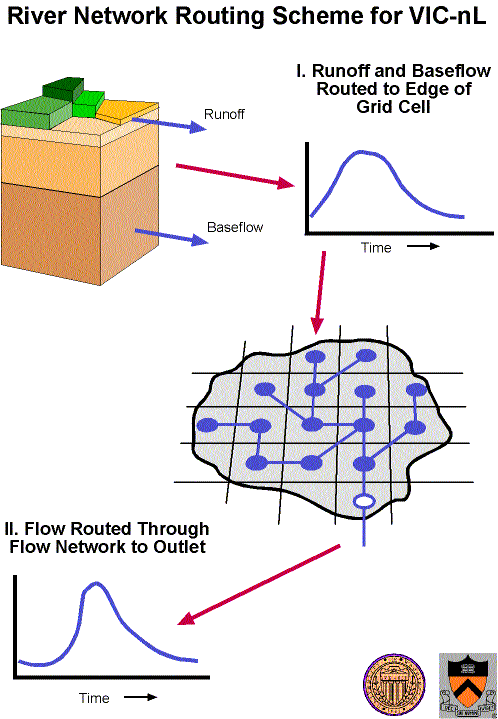 River Network Routing Scheme for VIC-nL
I. Runoff and Baseflow
Routed to Edge of
Grid Cell
Runoff
Baseflow
Time
II. Flow Routed Through
Flow Network to Outlet
Time